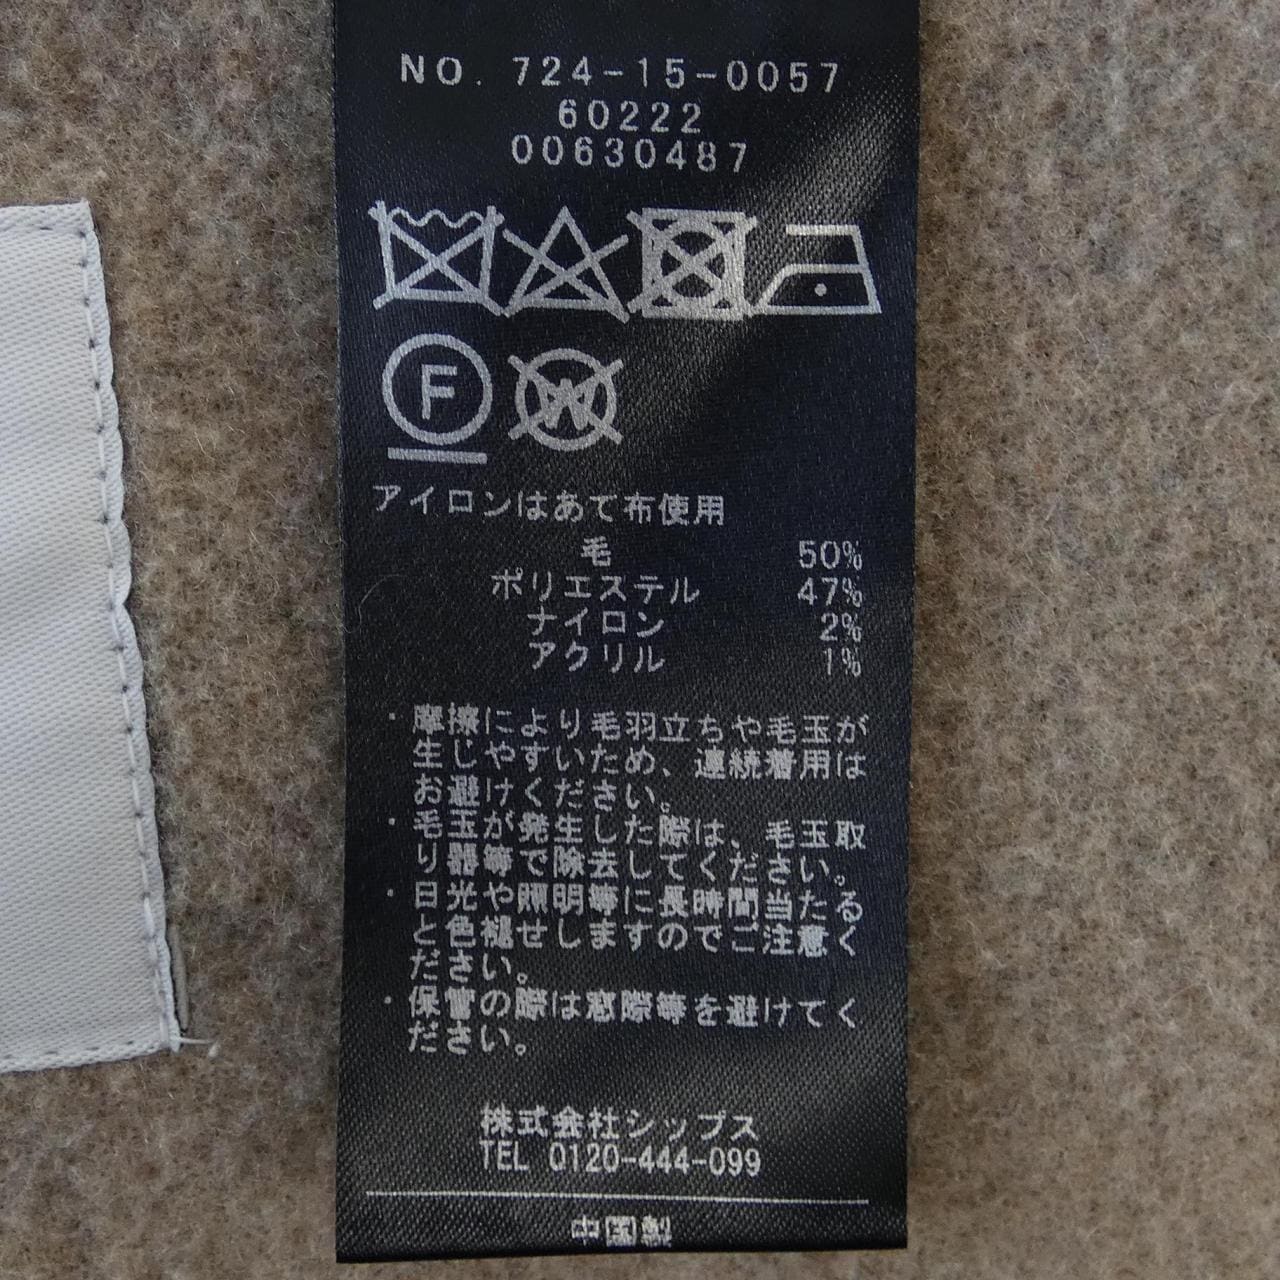 NO. 724-15-0057
60222
00630487
F W
アイロンはあて布使用
毛 50%
ポリエステル 47%
ナイロン 2%
アクリル 1%
・摩擦により毛羽立ちや毛玉が
生じやすいため、連続着用は
お避けください。
・毛玉が発生した際は、毛玉取
り器等で除去してください。
・日光や照明等に長時間当たる
と色褪せしますのでご注意く
ださい。
・保管の際は窓際等を避けてく
ださい。
株式会社シップス
TEL 0120-444-099
中国製